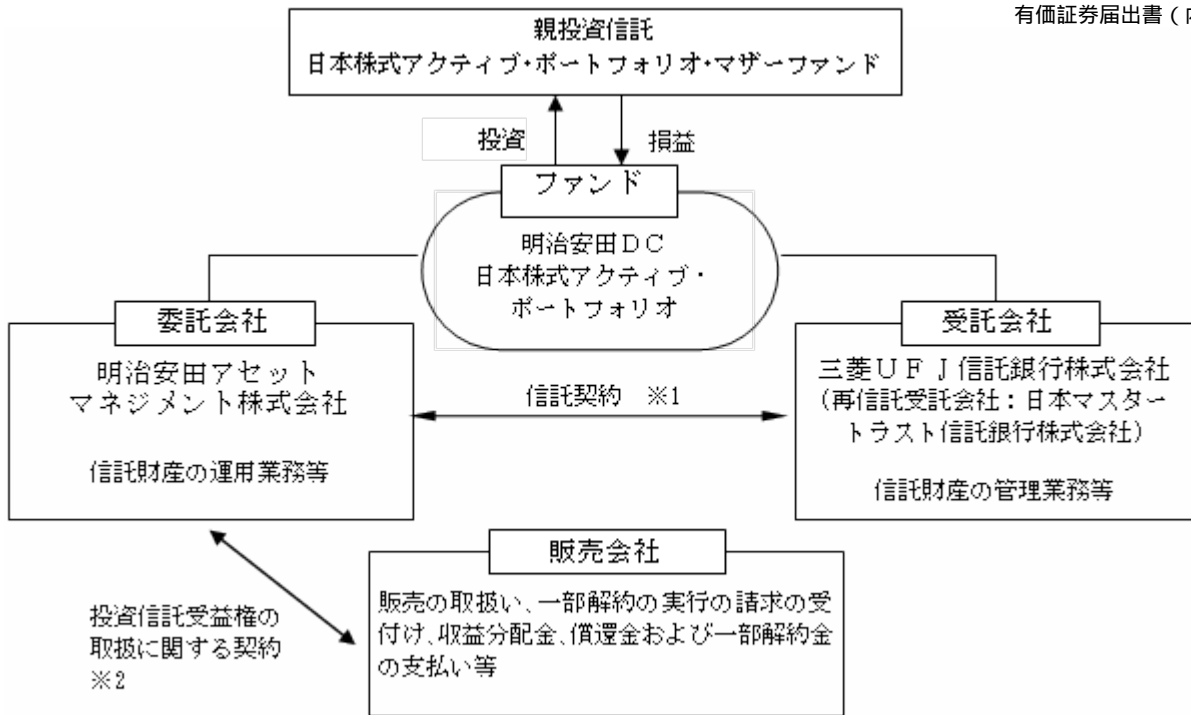 有価証券届出書（内
親投資信託
日本株式アクティブ・ポートフォリオ・マザーファンド
投資
損益
ファンド
明治安田ＤＣ
日本株式アクティブ・
ポートフォリオ
委託会社
明治安田アセット
マネジメント株式会社
信託財産の運用業務等
信託契約　※1
受託会社
三菱ＵＦＪ信託銀行株式会社
（再信託受託会社：日本マスター
トラスト信託銀行株式会社）
信託財産の管理業務等
投資信託受益権の
取扱に関する契約
※2
販売会社
販売の取扱い、一部解約の実行の請求の受
付け、収益分配金、償還金および一部解約金
の支払い等